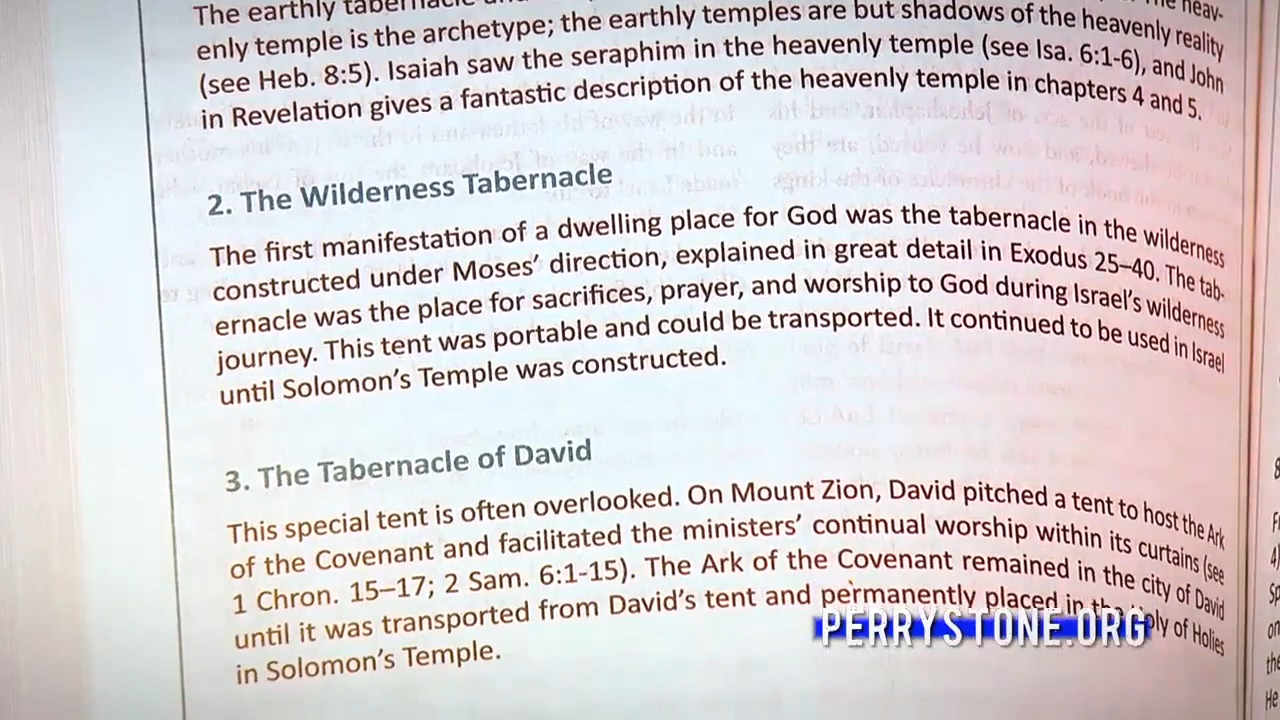 The earthly tabernacle
enly temple is the archetype; the earthly temples are but shadows of the heavenly reality
(see Heb. 8:5). Isaiah saw the seraphim in the heavenly temple (see Isa. 6:1-6), and John
in Revelation gives a fantastic description of the heavenly temple in chapters 4 and 5.
2. The Wilderness Tabernacle
The first manifestation of a dwelling place for God was the tabernacle in the wilderness
constructed under Moses’ direction, explained in great detail in Exodus 25–40. The tab-
ernacle was the place for sacrifices, prayer, and worship to God during Israel’s wilderness
journey. This tent was portable and could be transported. It continued to be used in Israel
until Solomon’s Temple was constructed.
3. The Tabernacle of David
This special tent is often overlooked. On Mount Zion, David pitched a tent to host the Ark
of the Covenant and facilitated the ministers’ continual worship within its curtains (see
1 Chron. 15–17; 2 Sam. 6:1-15). The Ark of the Covenant remained in the city of David
until it was transported from David’s tent and permanently placed in the Holy of Holies
in Solomon’s Temple.
PERRYSTONE.ORG